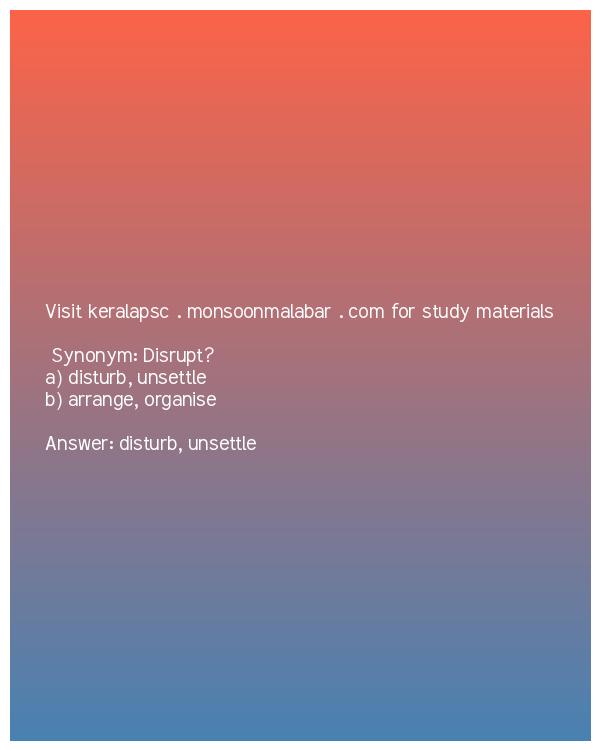 Visit keralapsc . monsoonmalabar . com for study materials
Synonym: Disrupt?
a) disturb, unsettle
b) arrange, organise
Answer: disturb, unsettle